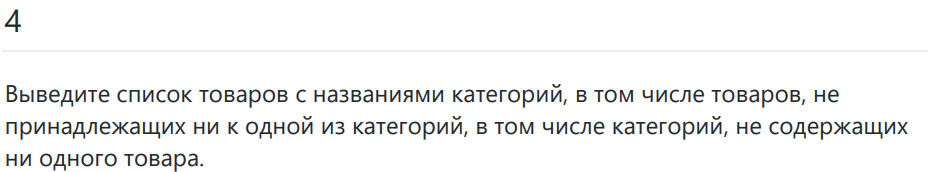 4
Выведите список товаров с названиями категорий, в том числе товаров, не
принадлежащих ни к одной из категорий, в том числе категорий, не содержащих
ни одного товара.